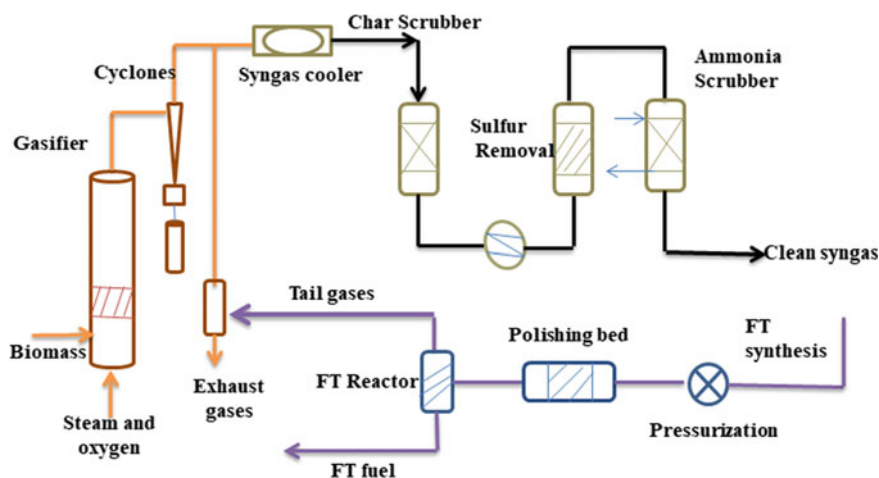 Char Scrubber
Ammonia
Scrubber
Cyclones
Syngas cooler
Gasifier
Sulfur
Removal
Clean syngas
Tail gases
Polishing bed
FT
synthesis
Biomass
Exhaust
gases
FT Reactor
Steam and
oxygen
Pressurization
FT fuel